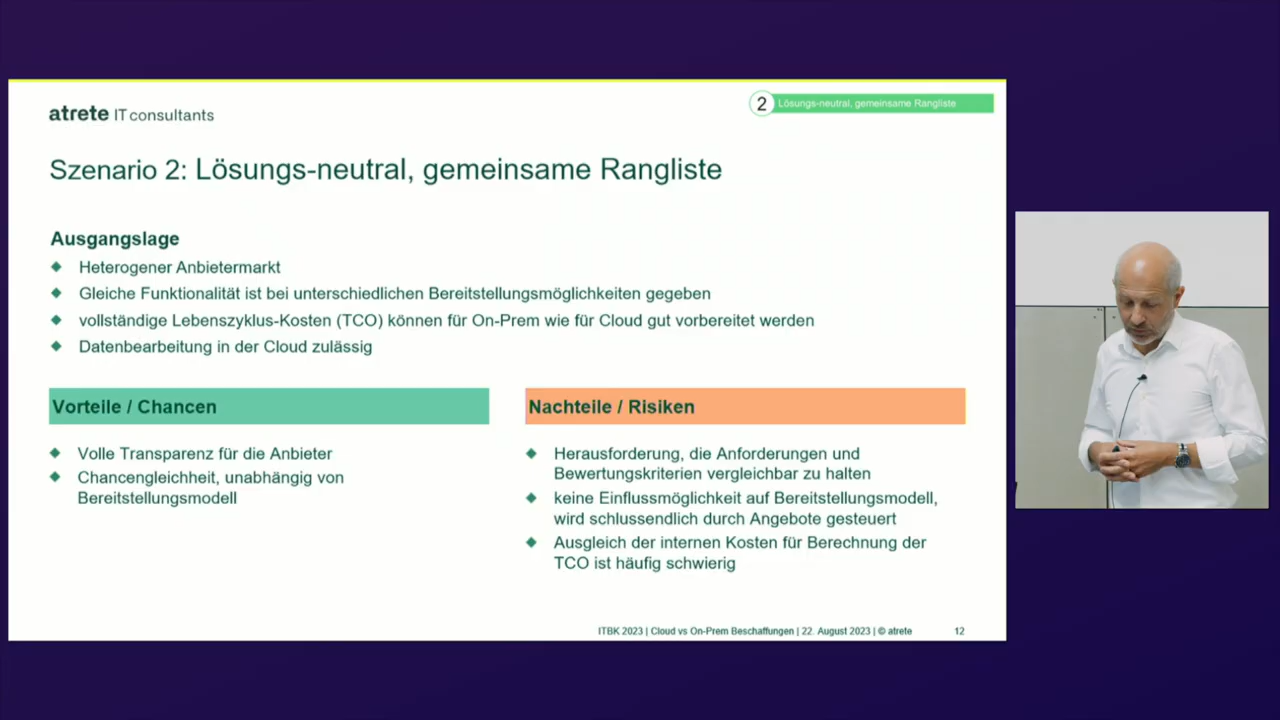 atrete IT consultants
2 Lösungs-neutral, gemeinsame Rangliste
Szenario 2: Lösungs-neutral, gemeinsame Rangliste
Ausgangslage
Heterogener Anbietermarkt
Gleiche Funktionalität ist bei unterschiedlichen Bereitstellungsmöglichkeiten gegeben
vollständige Lebenszyklus-Kosten (TCO) können für On-Prem wie für Cloud gut vorbereitet werden
Datenbearbeitung in der Cloud zulässig
Vorteile / Chancen
Volle Transparenz für die Anbieter
Chancengleichheit, unabhängig von
Bereitstellungsmodell
Nachteile / Risiken
Herausforderung, die Anforderungen und
Bewertungskriterien vergleichbar zu halten
keine Einflussmöglichkeit auf Bereitstellungsmodell,
wird schlussendlich durch Angebote gesteuert
Ausgleich der internen Kosten für Berechnung der
TCO ist häufig schwierig
ITBK 2023 | Cloud vs On-Prem Beschaffungen | 22. August 2023 | © atrete 12